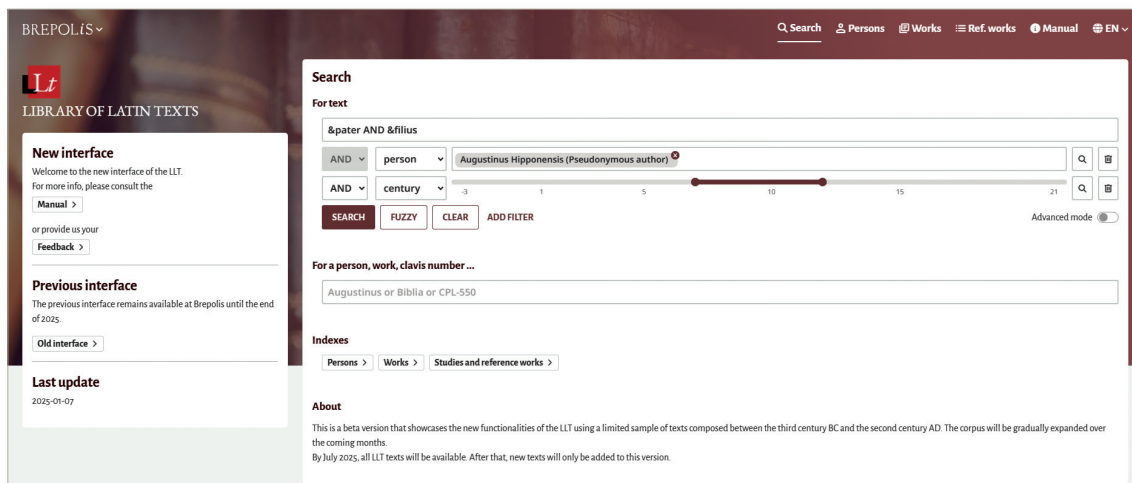 BREPOLiS
Search
Persons
Works
Ref. works
Manual
EN
LLt
LIBRARY OF LATIN TEXTS
New interface
Welcome to the new interface of the LLT.
For more info, please consult the
Manual >
or provide us your
Feedback >
Previous interface
The previous interface remains available at Brepolis until the end
of 2025.
Old interface >
Last update
2025-01-07
Search
For text
&pater AND &filius
AND person Augustinus Hipponensis (Pseudonymous author)
AND century
-3 1 5 10 15 21
SEARCH FUZZY CLEAR ADD FILTER Advanced mode
For a person, work, clavis number ...
Augustinus or Biblia or CPL-550
Indexes
Persons > Works > Studies and reference works >
About
This is a beta version that showcases the new functionalities of the LLT using a limited sample of texts composed between the third century BC and the second century AD. The corpus will be gradually expanded over
the coming months.
By July 2025, all LLT texts will be available. After that, new texts will only be added to this version.